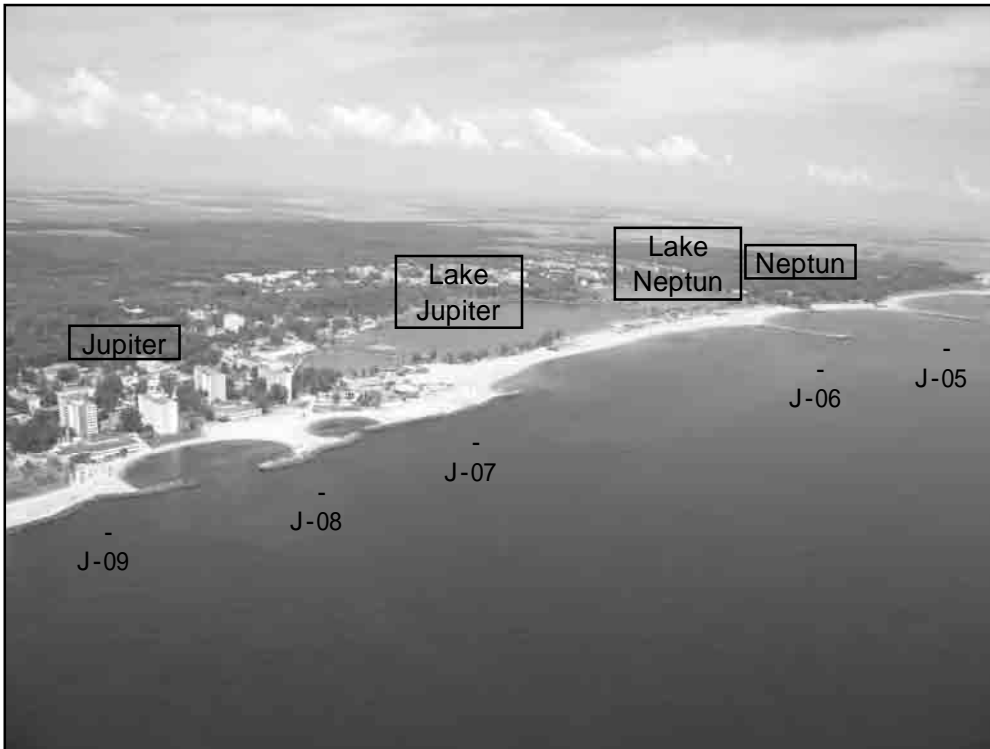 Lake
Neptun
Neptun
Lake
Jupiter
Jupiter
-
J-05
-
J-06
-
J-07
-
J-08
-
J-09